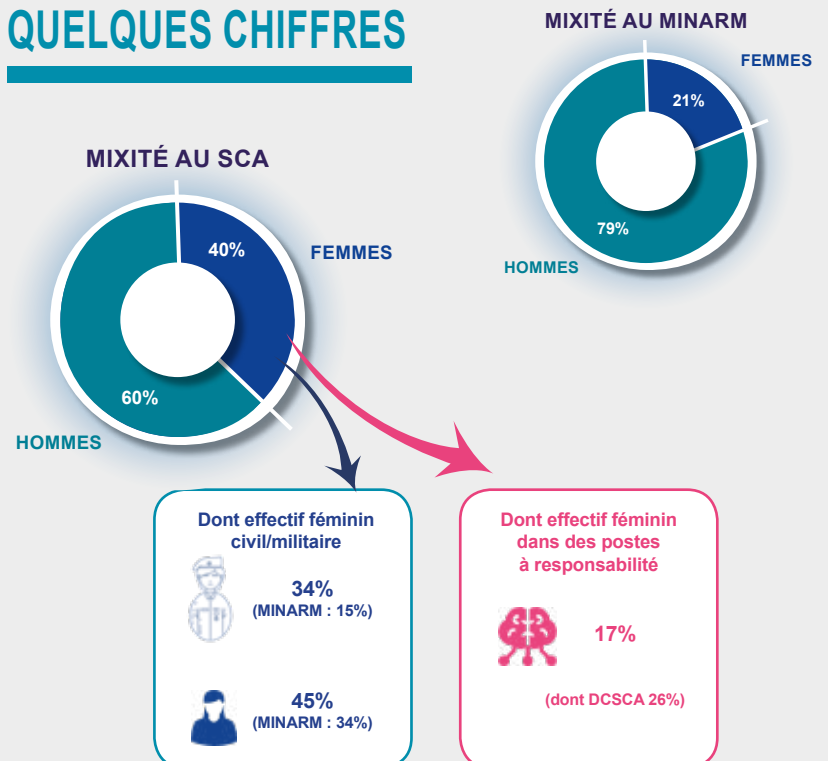 QUELQUES CHIFFRES
MIXITÉ AU MINARM
FEMMES
21%
79%
HOMMES
MIXITÉ AU SCA
40%
FEMMES
60%
HOMMES
Dont effectif féminin
civil/militaire
34%
(MINARM : 15%)
45%
(MINARM : 34%)
Dont effectif féminin
dans des postes
à responsabilité
17%
(dont DCSCA 26%)